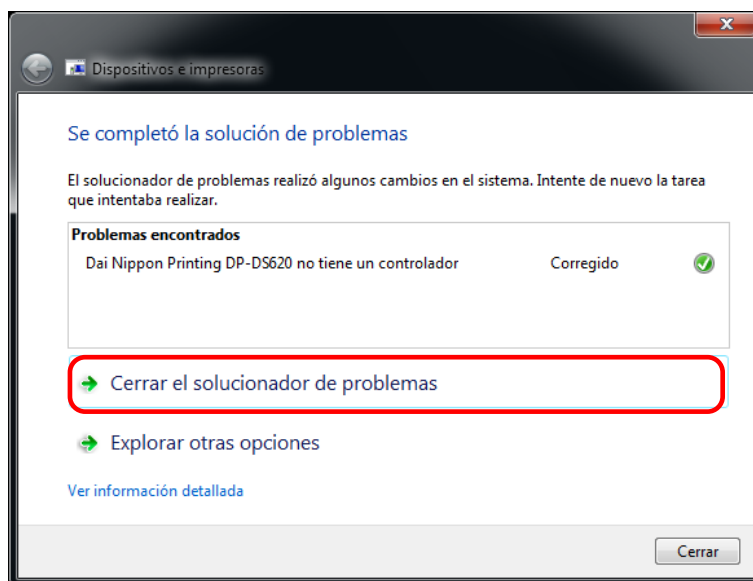 Dispositivos e impresoras
Se completó la solución de problemas
El solucionador de problemas realizó algunos cambios en el sistema. Intente de nuevo la tarea
que intentaba realizar.
Problemas encontrados
Dai Nippon Printing DP-DS620 no tiene un controlador Corregido
Cerrar el solucionador de problemas
Explorar otras opciones
Ver información detallada
Cerrar